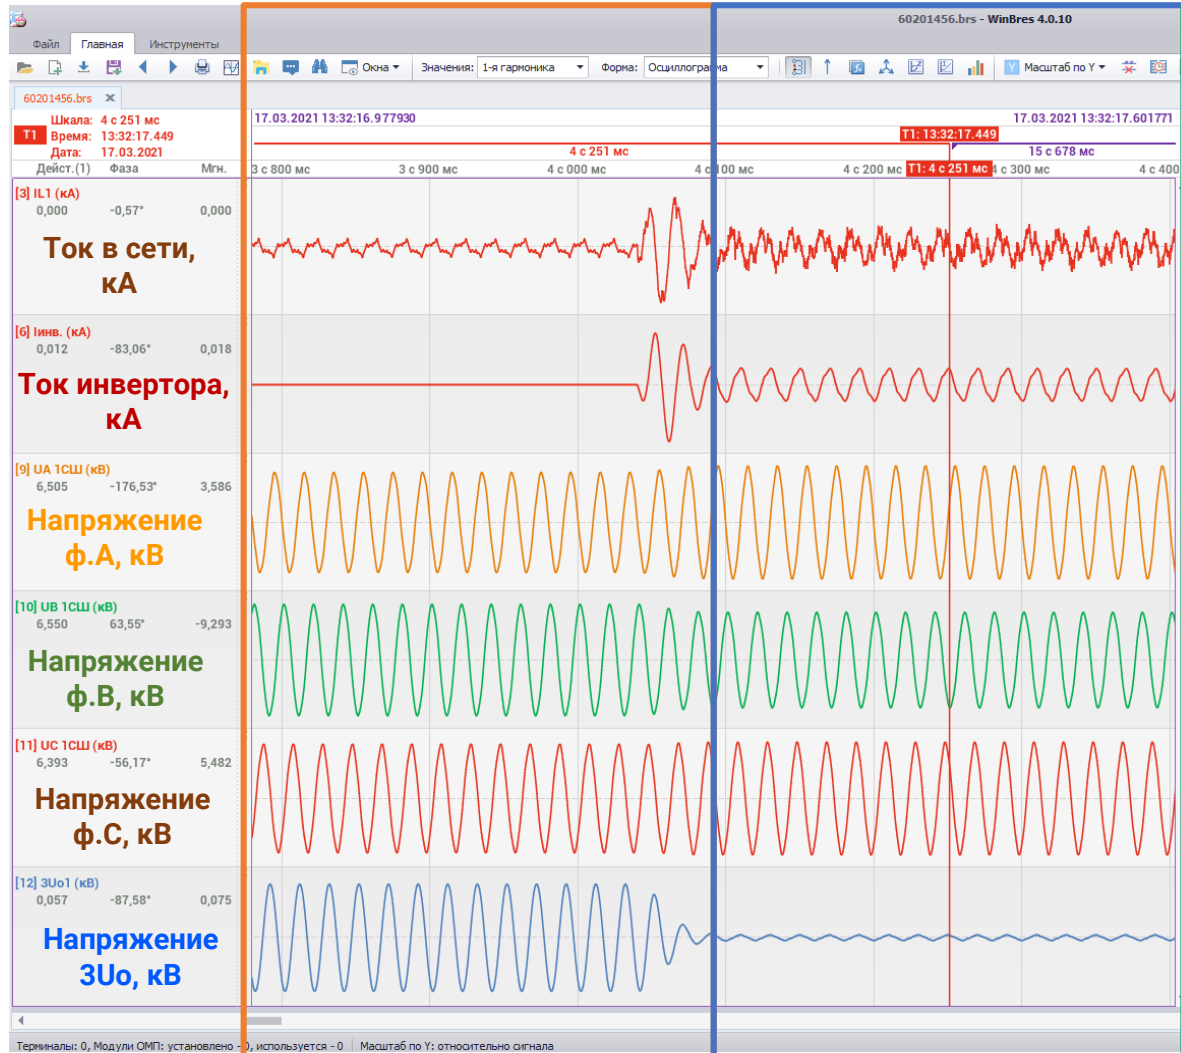 60201456.brs - WinBres 4.0.10
Файл Главная Инструменты
Окна Значения: 1-я гармоника Форма: Осциллограмма Масштаб по Y
60201456.brs
Шкала: 4 с 251 мс
T1 Время: 13:32:17.449
Дата: 17.03.2021
17.03.2021 13:32:16.977930
17.03.2021 13:32:17.601771
T1: 13:32:17.449
4 с 251 мс
15 с 678 мс
Дейст.(1) Фаза Мгн.
3 с 800 мс 3 с 900 мс 4 с 000 мс 4 с 100 мс 4 с 200 мс T1: 4 с 251 мс 4 с 300 мс 4 с 400
[3] IL1 (кА)
0,000 -0,57° 0,000
Ток в сети,
кА
[6] Iинв. (кА)
0,012 -83,06° 0,018
Ток инвертора,
кА
[9] UA 1СШ (кВ)
6,505 -176,53° 3,586
Напряжение
ф.А, кВ
[10] UB 1СШ (кВ)
6,550 63,55° -9,293
Напряжение
ф.В, кВ
[11] UC 1СШ (кВ)
6,393 -56,17° 5,482
Напряжение
ф.С, кВ
[12] 3Uo1 (кВ)
0,057 -87,58° 0,075
Напряжение
3Uo, кВ
Терминалы: 0, Модули ОМП: установлено - 0, используется - 0 Масштаб по Y: относительно сигнала